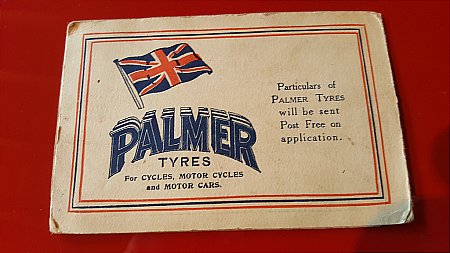 PALMER
TYRES
For CYCLES, MOTOR CYCLES
and MOTOR CARS.
Particulars of
PALMER TYRES
will be sent
Post Free on
application.